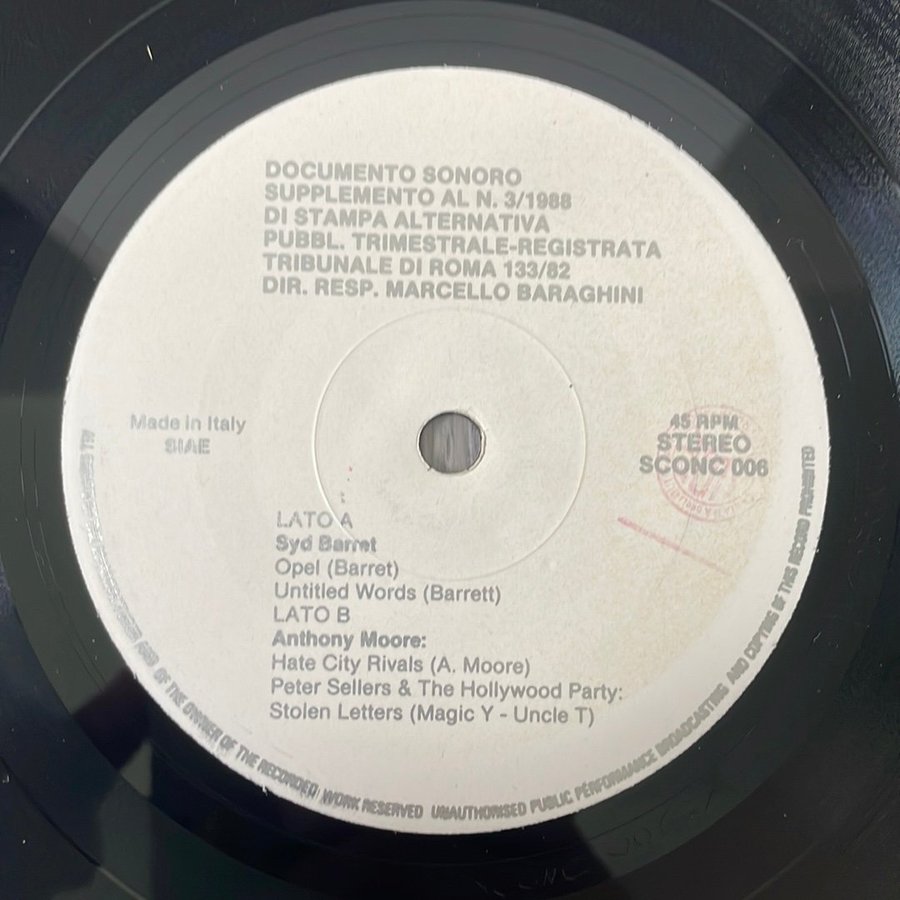 DOCUMENTO SONORO
SUPPLEMENTO AL N. 3/1988
DI STAMPA ALTERNATIVA
PUBBL. TRIMESTRALE-REGISTRATA
TRIBUNALE DI ROMA 133/82
DIR. RESP. MARCELLO BARAGHINI
Made in Italy
SIAE
45 RPM
STEREO
SCONC 006
LATO A
Syd Barret
Opel (Barret)
Untitled Words (Barrett)
LATO B
Anthony Moore:
Hate City Rivals (A. Moore)
Peter Sellers & The Hollywood Party:
Stolen Letters (Magic Y - Uncle T)
ALL AND OF THE OWNER OF THE RECORDED WORK RESERVED UNAUTHORISED PUBLIC PERFORMANCE BROADCASTING AND COPYING OF THIS RECORD PROHIBITED